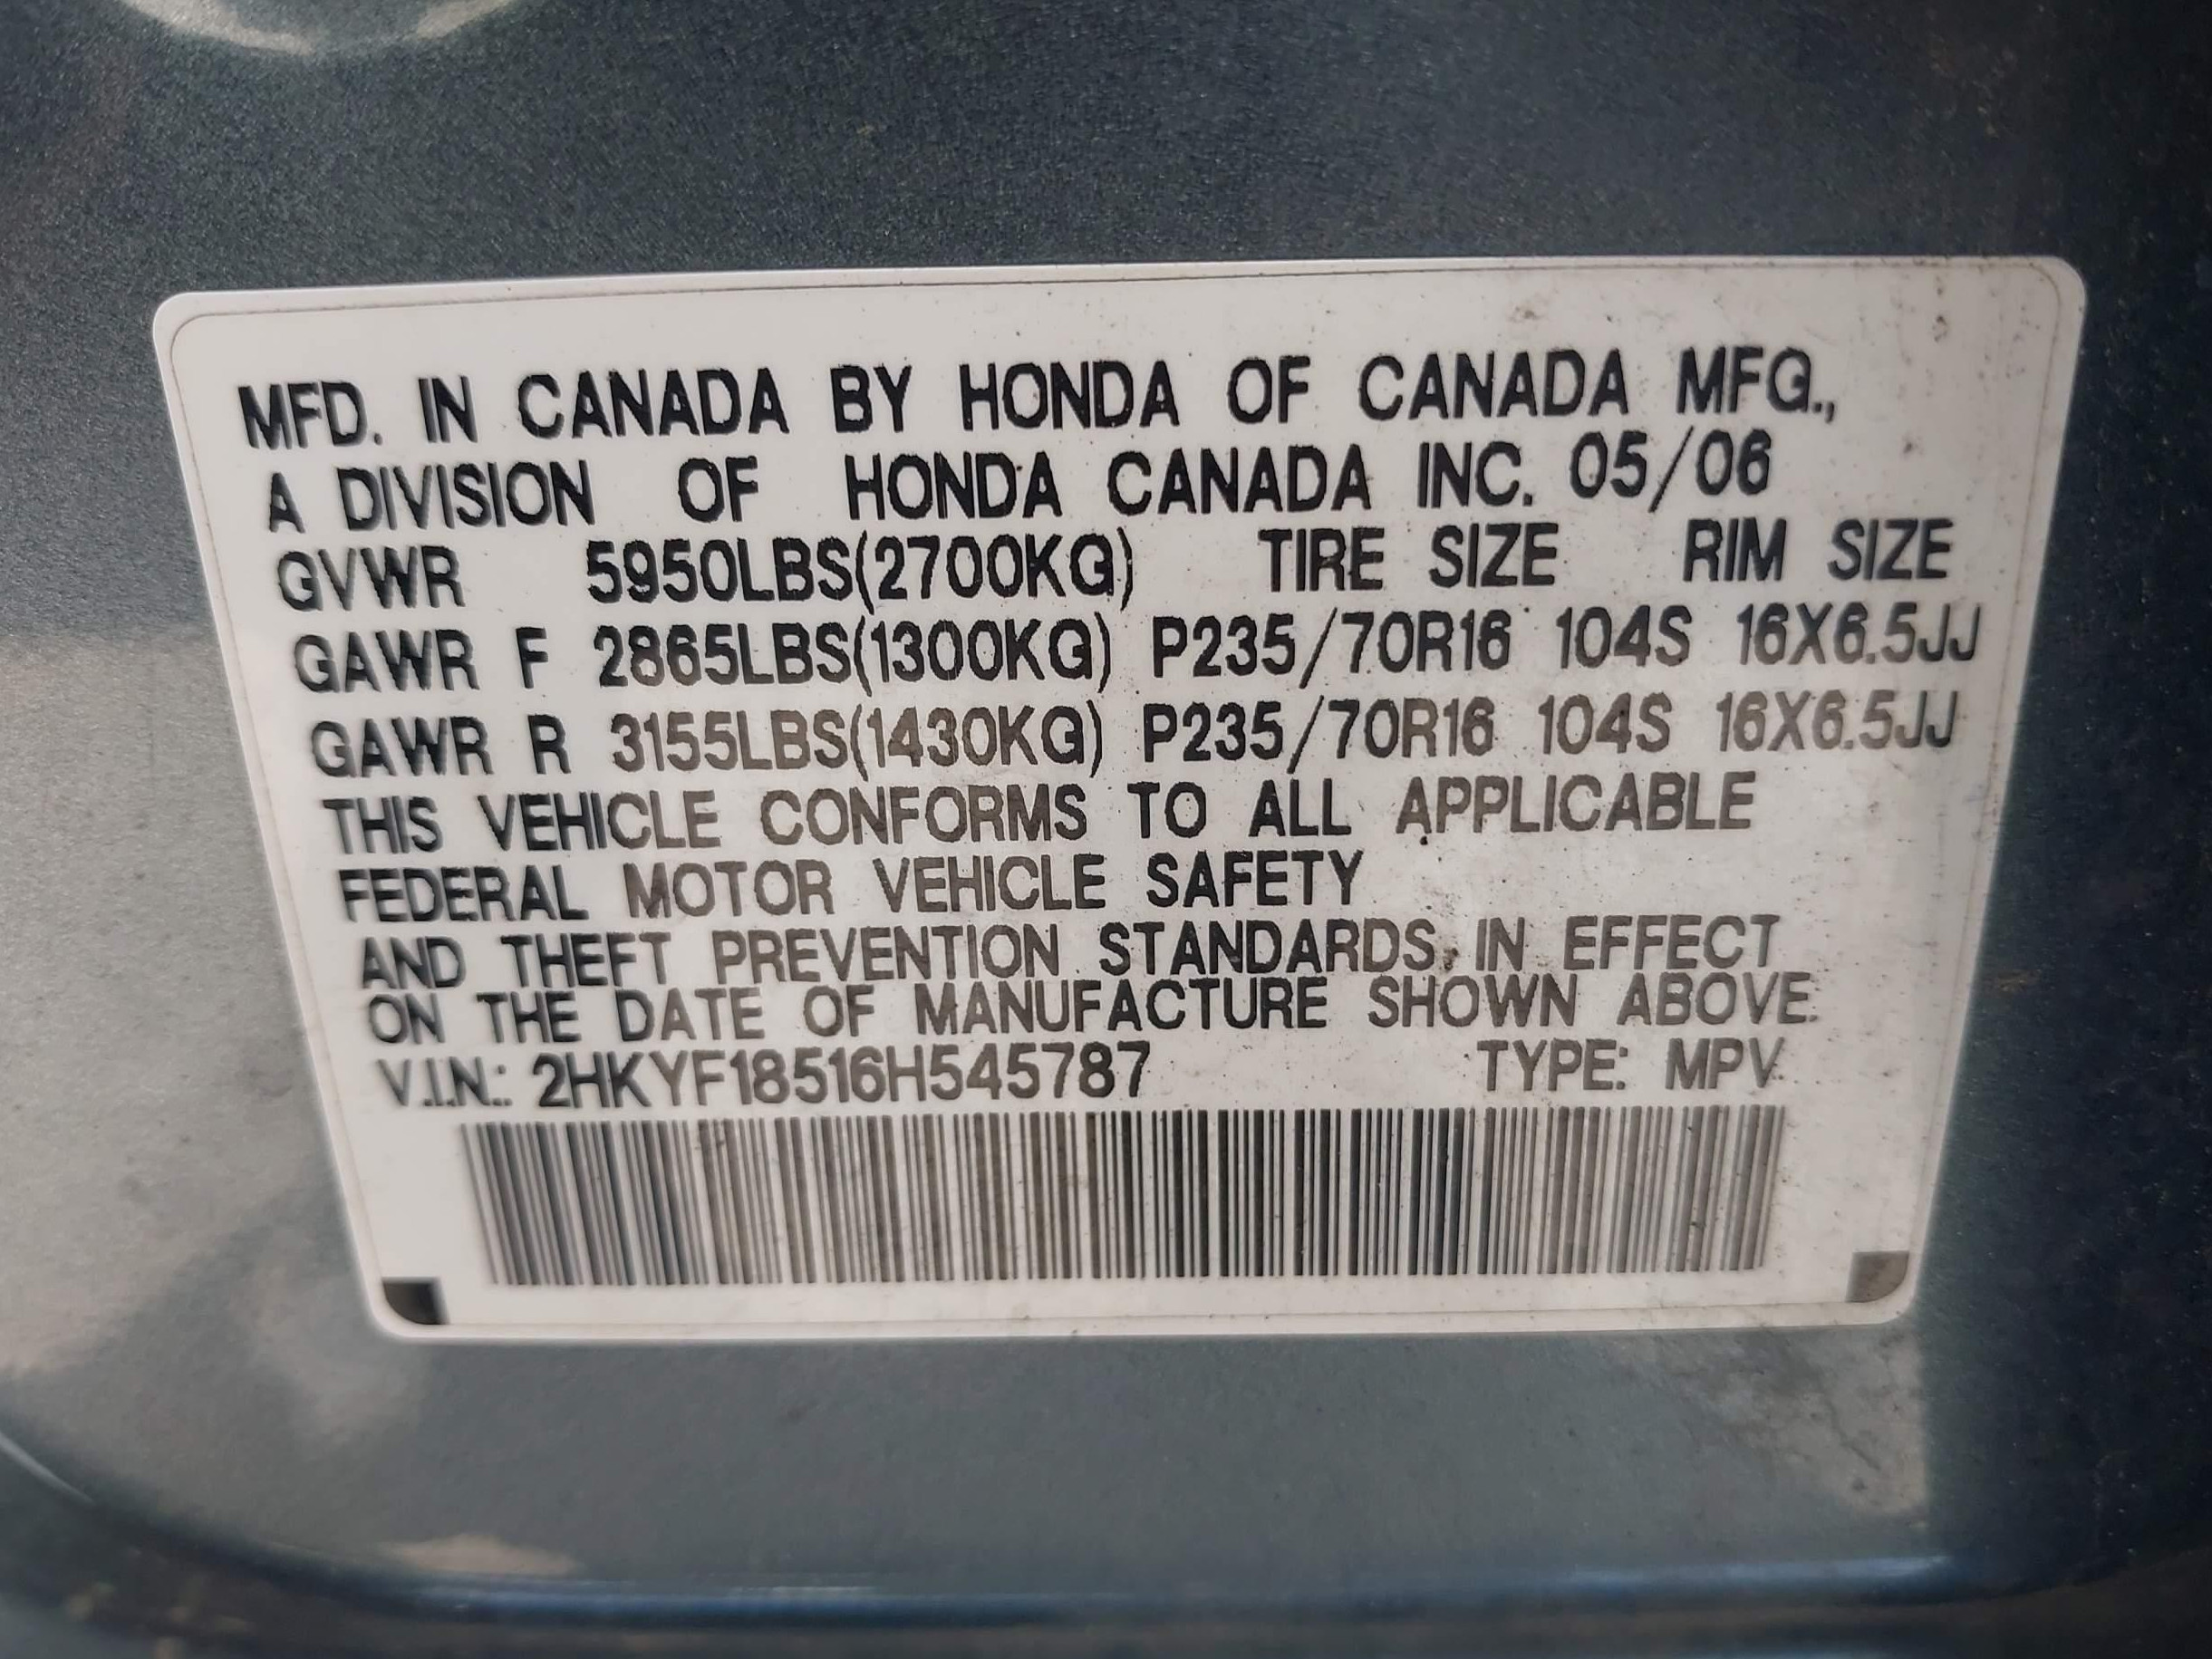 MFD. IN CANADA BY HONDA OF CANADA MFG.,
A DIVISION OF HONDA CANADA INC. 05/06
GVWR 5950LBS(2700KG) TIRE SIZE RIM SIZE
GAWR F 2865LBS(1300KG) P235/70R16 104S 16X6.5JJ
GAWR R 3155LBS(1430KG) P235/70R16 104S 16X6.5JJ
THIS VEHICLE CONFORMS TO ALL APPLICABLE
FEDERAL MOTOR VEHICLE SAFETY
AND THEFT PREVENTION STANDARDS IN EFFECT
ON THE DATE OF MANUFACTURE SHOWN ABOVE.
V.I.N.: 2HKYF18516H545787 TYPE: MPV